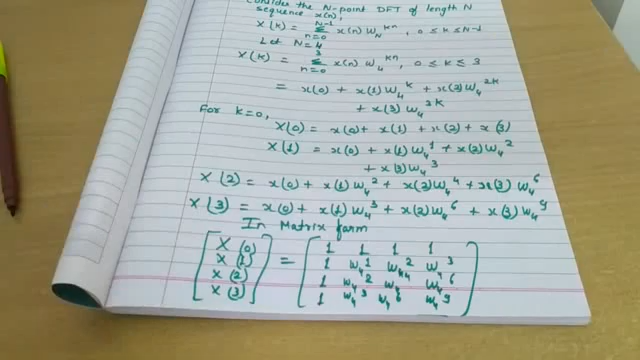 Consider the N-point DFT of length N
sequence x(n),
X(k) = N-1 Σ n=0 x(n) W_N^kn, 0 ≤ k ≤ N-1
Let N=4
X(k) = 3 Σ n=0 x(n) W_4^kn, 0 ≤ k ≤ 3
= x(0) + x(1) W_4^k + x(2) W_4^2k
+ x(3) W_4^3k
For k=0,
X(0) = x(0) + x(1) + x(2) + x(3)
X(1) = x(0) + x(1) W_4^1 + x(2) W_4^2
+ x(3) W_4^3
X(2) = x(0) + x(1) W_4^2 + x(2) W_4^4 + x(3) W_4^6
X(3) = x(0) + x(1) W_4^3 + x(2) W_4^6 + x(3) W_4^9
In Matrix form
X(0) 1 1 1 1
X(1) = 1 W_4^1 W_4^2 W_4^3
X(2) 1 W_4^2 W_4 W_4^6
X(3) 1 W_4^3 W_4^6 W_4^9